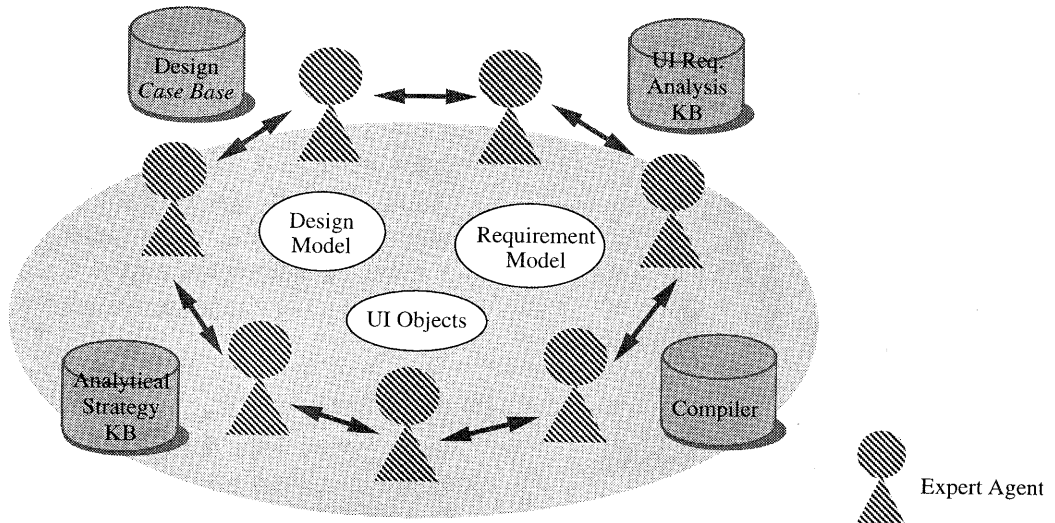 Design
Case Base
UI Req.
Analysis
KB
Design
Model
Requirement
Model
UI Objects
Analytical
Strategy
KB
Compiler
Expert Agent